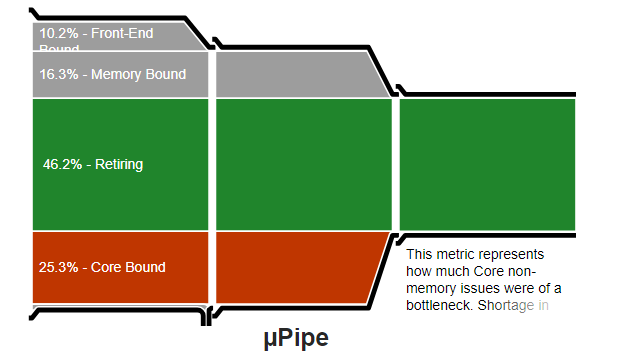 10.2% - Front-End
Bound
16.3% - Memory Bound
46.2% - Retiring
25.3% - Core Bound
This metric represents
how much Core non-
memory issues were of a
bottleneck. Shortage in
µPipe